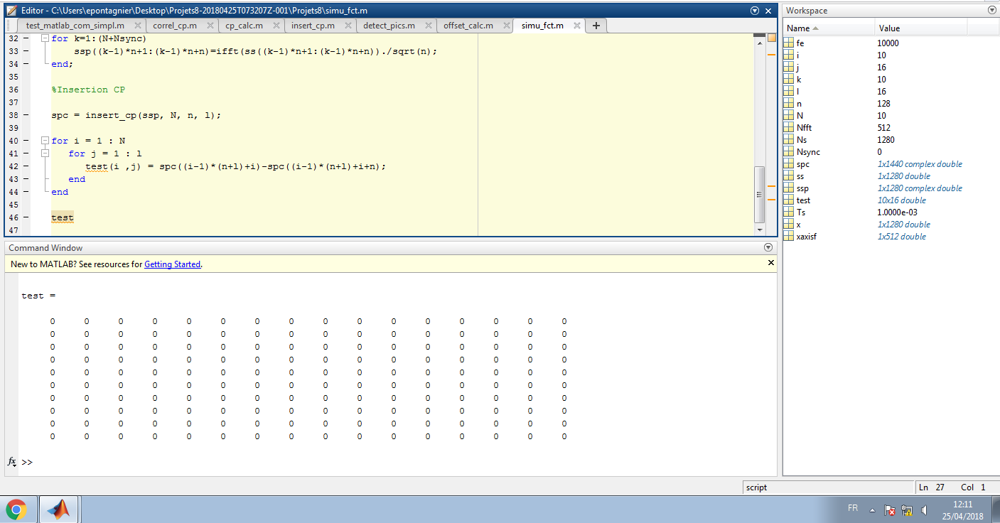 Editor - C:\Users\epontagnier\Desktop\Projets8-20180425T073207Z-001\Projets8\simu_fct.m
test_matlab_com_simpl.m
correl_cp.m
cp_calc.m
insert_cp.m
detect_pics.m
offset_calc.m
simu_fct.m
32 for k=1:(N+Nsync)
33 ssp((k-1)*n+1:(k-1)*n+n)=ifft(ss((k-1)*n+1:(k-1)*n+n))./sqrt(n);
34 end;
35
36 %Insertion CP
37
38 spc = insert_cp(ssp, N, n, l);
39
40 for i = 1 : N
41 for j = 1 : l
42 test(i ,j) = spc((i-1)*(n+l)+i)-spc((i-1)*(n+l)+i+n);
43 end
44 end
45
46 test
47
Command Window
New to MATLAB? See resources for Getting Started.
test =
0 0 0 0 0 0 0 0 0 0 0 0 0 0 0 0
0 0 0 0 0 0 0 0 0 0 0 0 0 0 0 0
0 0 0 0 0 0 0 0 0 0 0 0 0 0 0 0
0 0 0 0 0 0 0 0 0 0 0 0 0 0 0 0
0 0 0 0 0 0 0 0 0 0 0 0 0 0 0 0
0 0 0 0 0 0 0 0 0 0 0 0 0 0 0 0
0 0 0 0 0 0 0 0 0 0 0 0 0 0 0 0
0 0 0 0 0 0 0 0 0 0 0 0 0 0 0 0
0 0 0 0 0 0 0 0 0 0 0 0 0 0 0 0
0 0 0 0 0 0 0 0 0 0 0 0 0 0 0 0
fx >>
Workspace
Name Value
fe 10000
i 10
j 16
k 10
l 16
n 128
N 10
Nfft 512
Ns 1280
Nsync 0
spc 1x1440 complex double
ss 1x1280 double
ssp 1x1280 complex double
test 10x16 double
Ts 1.0000e-03
x 1x1280 double
xaxisf 1x512 double
script
Ln 27 Col 1
FR
12:11
25/04/2018